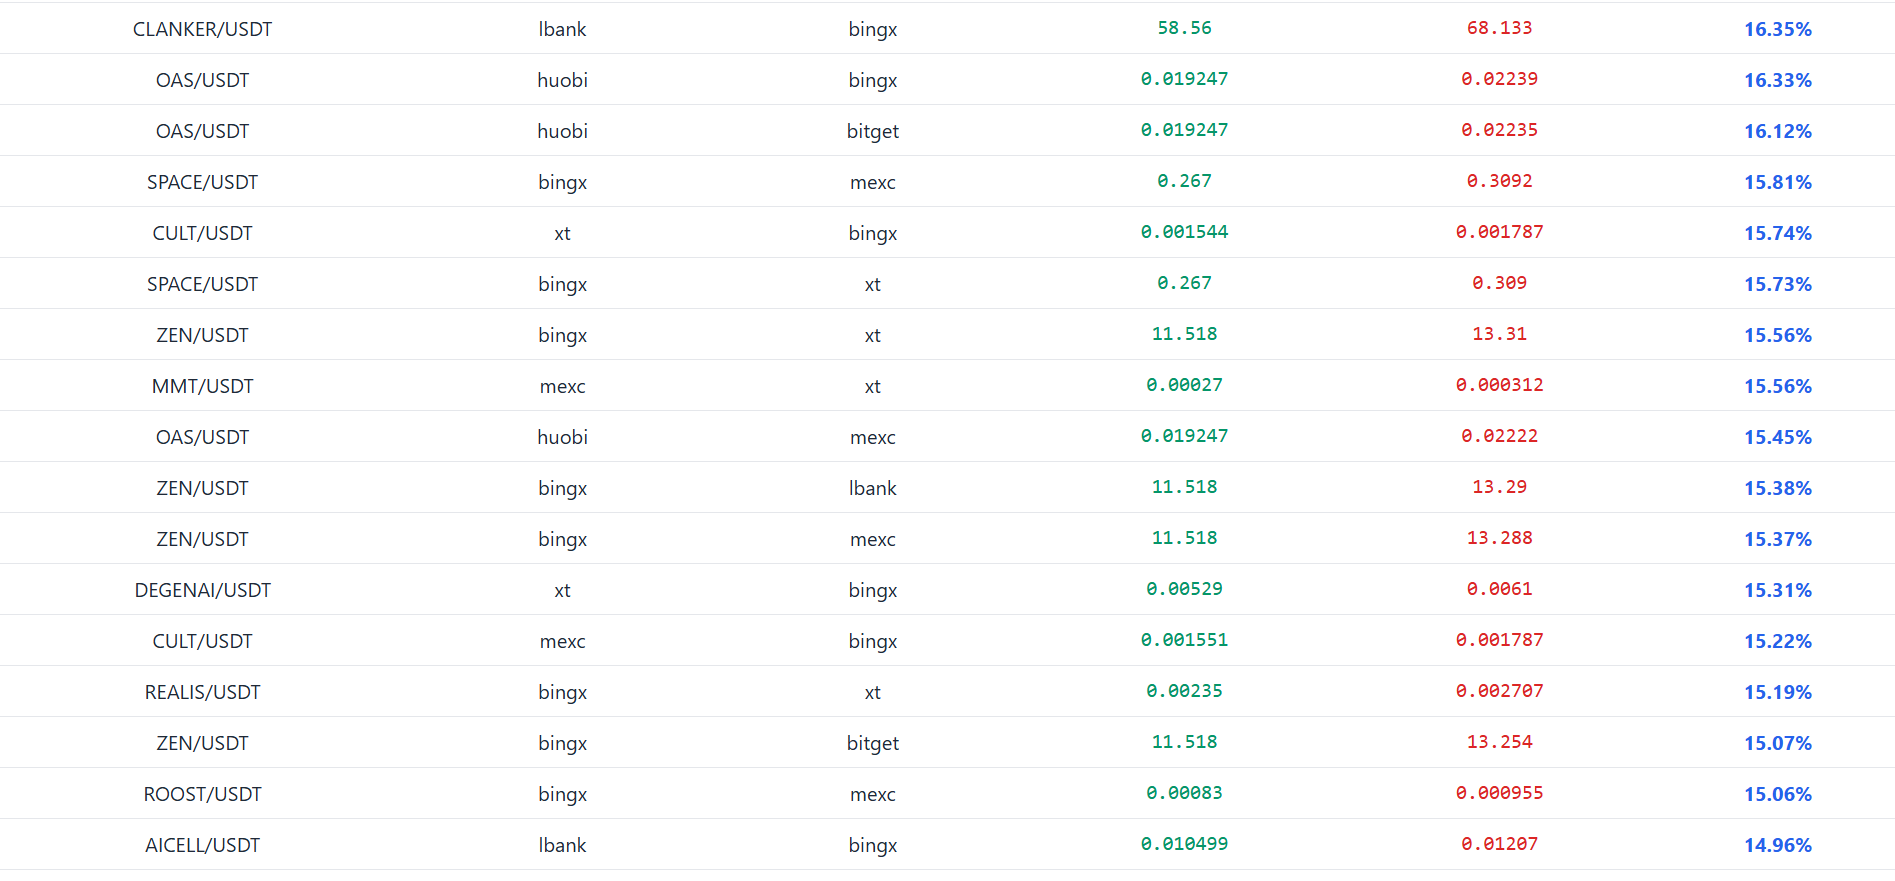 CLANKER/USDT lbank bingx 58.56 68.133 16.35%
OAS/USDT huobi bingx 0.019247 0.02239 16.33%
OAS/USDT huobi bitget 0.019247 0.02235 16.12%
SPACE/USDT bingx mexc 0.267 0.3092 15.81%
CULT/USDT xt bingx 0.001544 0.001787 15.74%
SPACE/USDT bingx xt 0.267 0.309 15.73%
ZEN/USDT bingx xt 11.518 13.31 15.56%
MMT/USDT mexc xt 0.00027 0.000312 15.56%
OAS/USDT huobi mexc 0.019247 0.02222 15.45%
ZEN/USDT bingx lbank 11.518 13.29 15.38%
ZEN/USDT bingx mexc 11.518 13.288 15.37%
DEGENAI/USDT xt bingx 0.00529 0.0061 15.31%
CULT/USDT mexc bingx 0.001551 0.001787 15.22%
REALIS/USDT bingx xt 0.00235 0.002707 15.19%
ZEN/USDT bingx bitget 11.518 13.254 15.07%
ROOST/USDT bingx mexc 0.00083 0.000955 15.06%
AICELL/USDT lbank bingx 0.010499 0.01207 14.96%